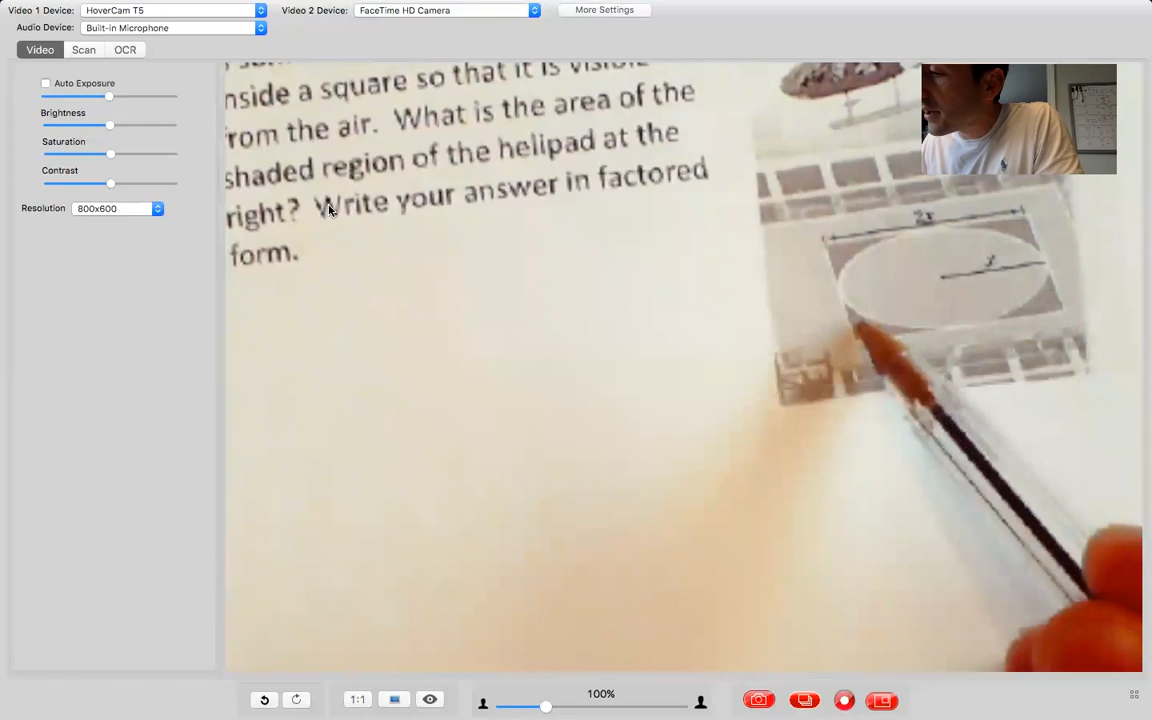 Video 1 Device: HoverCam T5 Video 2 Device: FaceTime HD Camera More Settings
Audio Device: Built-in Microphone
Video Scan OCR
Auto Exposure
Brightness
Saturation
Contrast
Resolution 800x600
nside a square so that it is visible
rom the air. What is the area of the
shaded region of the helipad at the
right? Write your answer in factored
form.
2x
x
1:1
100%